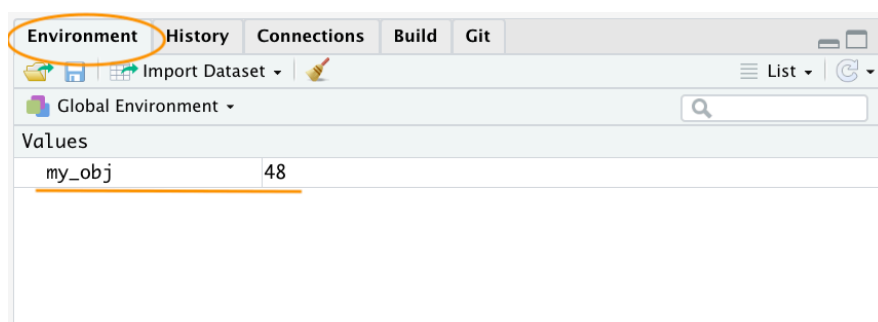 Environment History Connections Build Git
Import Dataset List
Global Environment
Values
my_obj 48